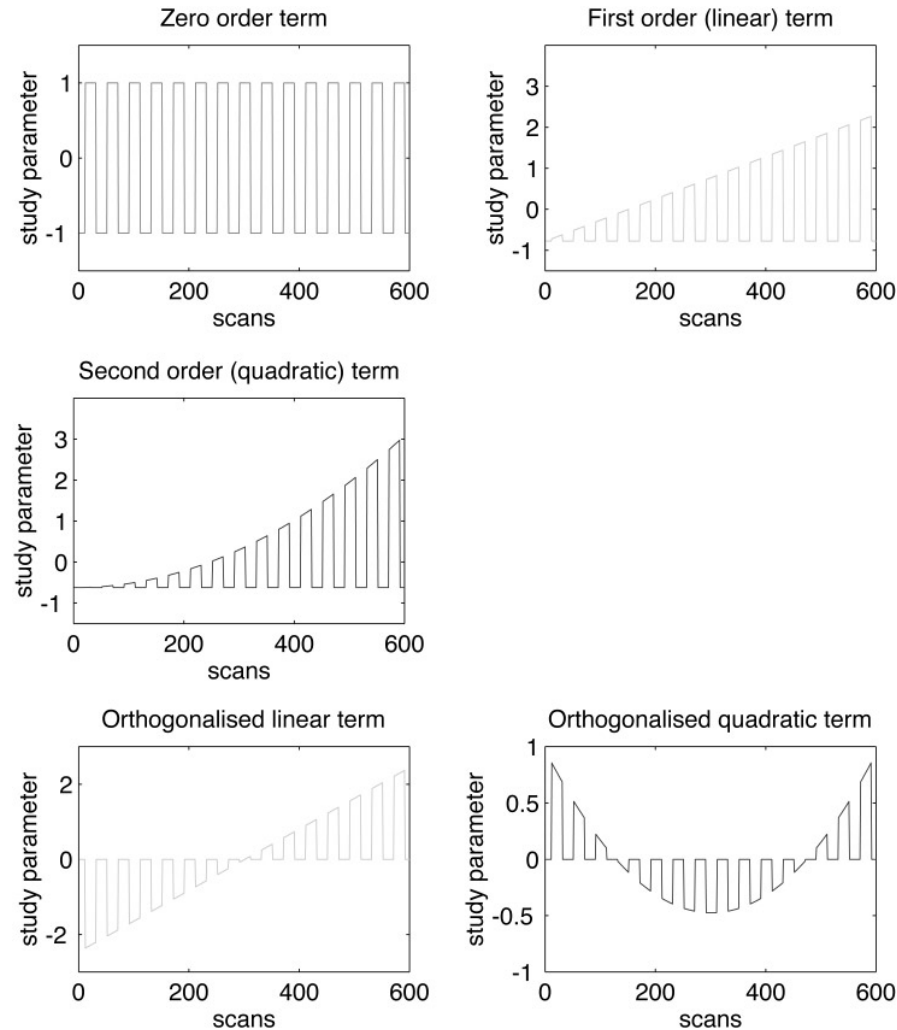 Zero order term
study parameter
1
0
-1
0
200
400
600
scans
First order (linear) term
study parameter
3
2
1
0
-1
0
200
400
600
scans
Second order (quadratic) term
study parameter
3
2
1
0
-1
0
200
400
600
scans
Orthogonalised linear term
study parameter
2
0
-2
0
200
400
600
scans
Orthogonalised quadratic term
study parameter
1
0.5
0
-0.5
-1
0
200
400
600
scans